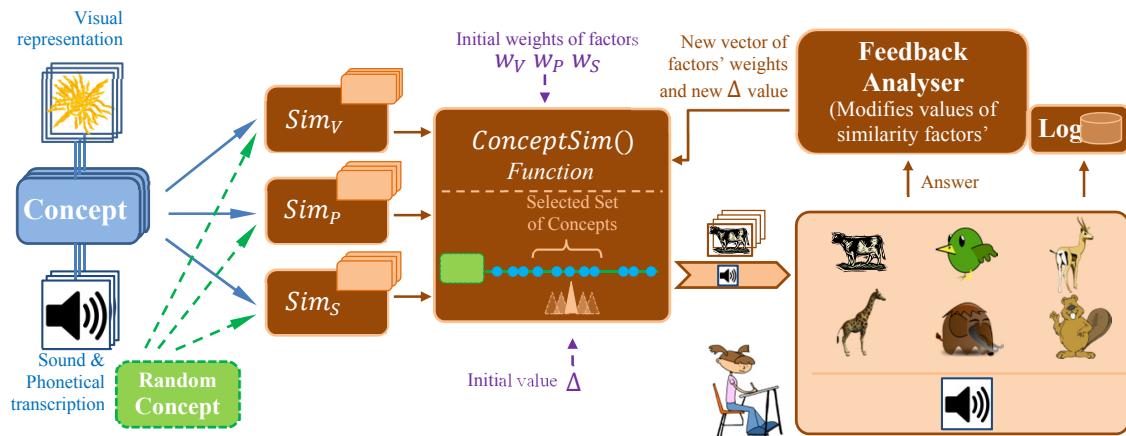 Visual
representation
Concept
Sound &
Phonetical
transcription
Random
Concept
Sim_V
Sim_P
Sim_S
Initial weights of factors
w_V w_P w_S
ConceptSim()
Function
Selected Set
of Concepts
Initial value Δ
New vector of
factors' weights
and new Δ value
Feedback
Analyser
(Modifies values of
similarity factors'
Log
Answer